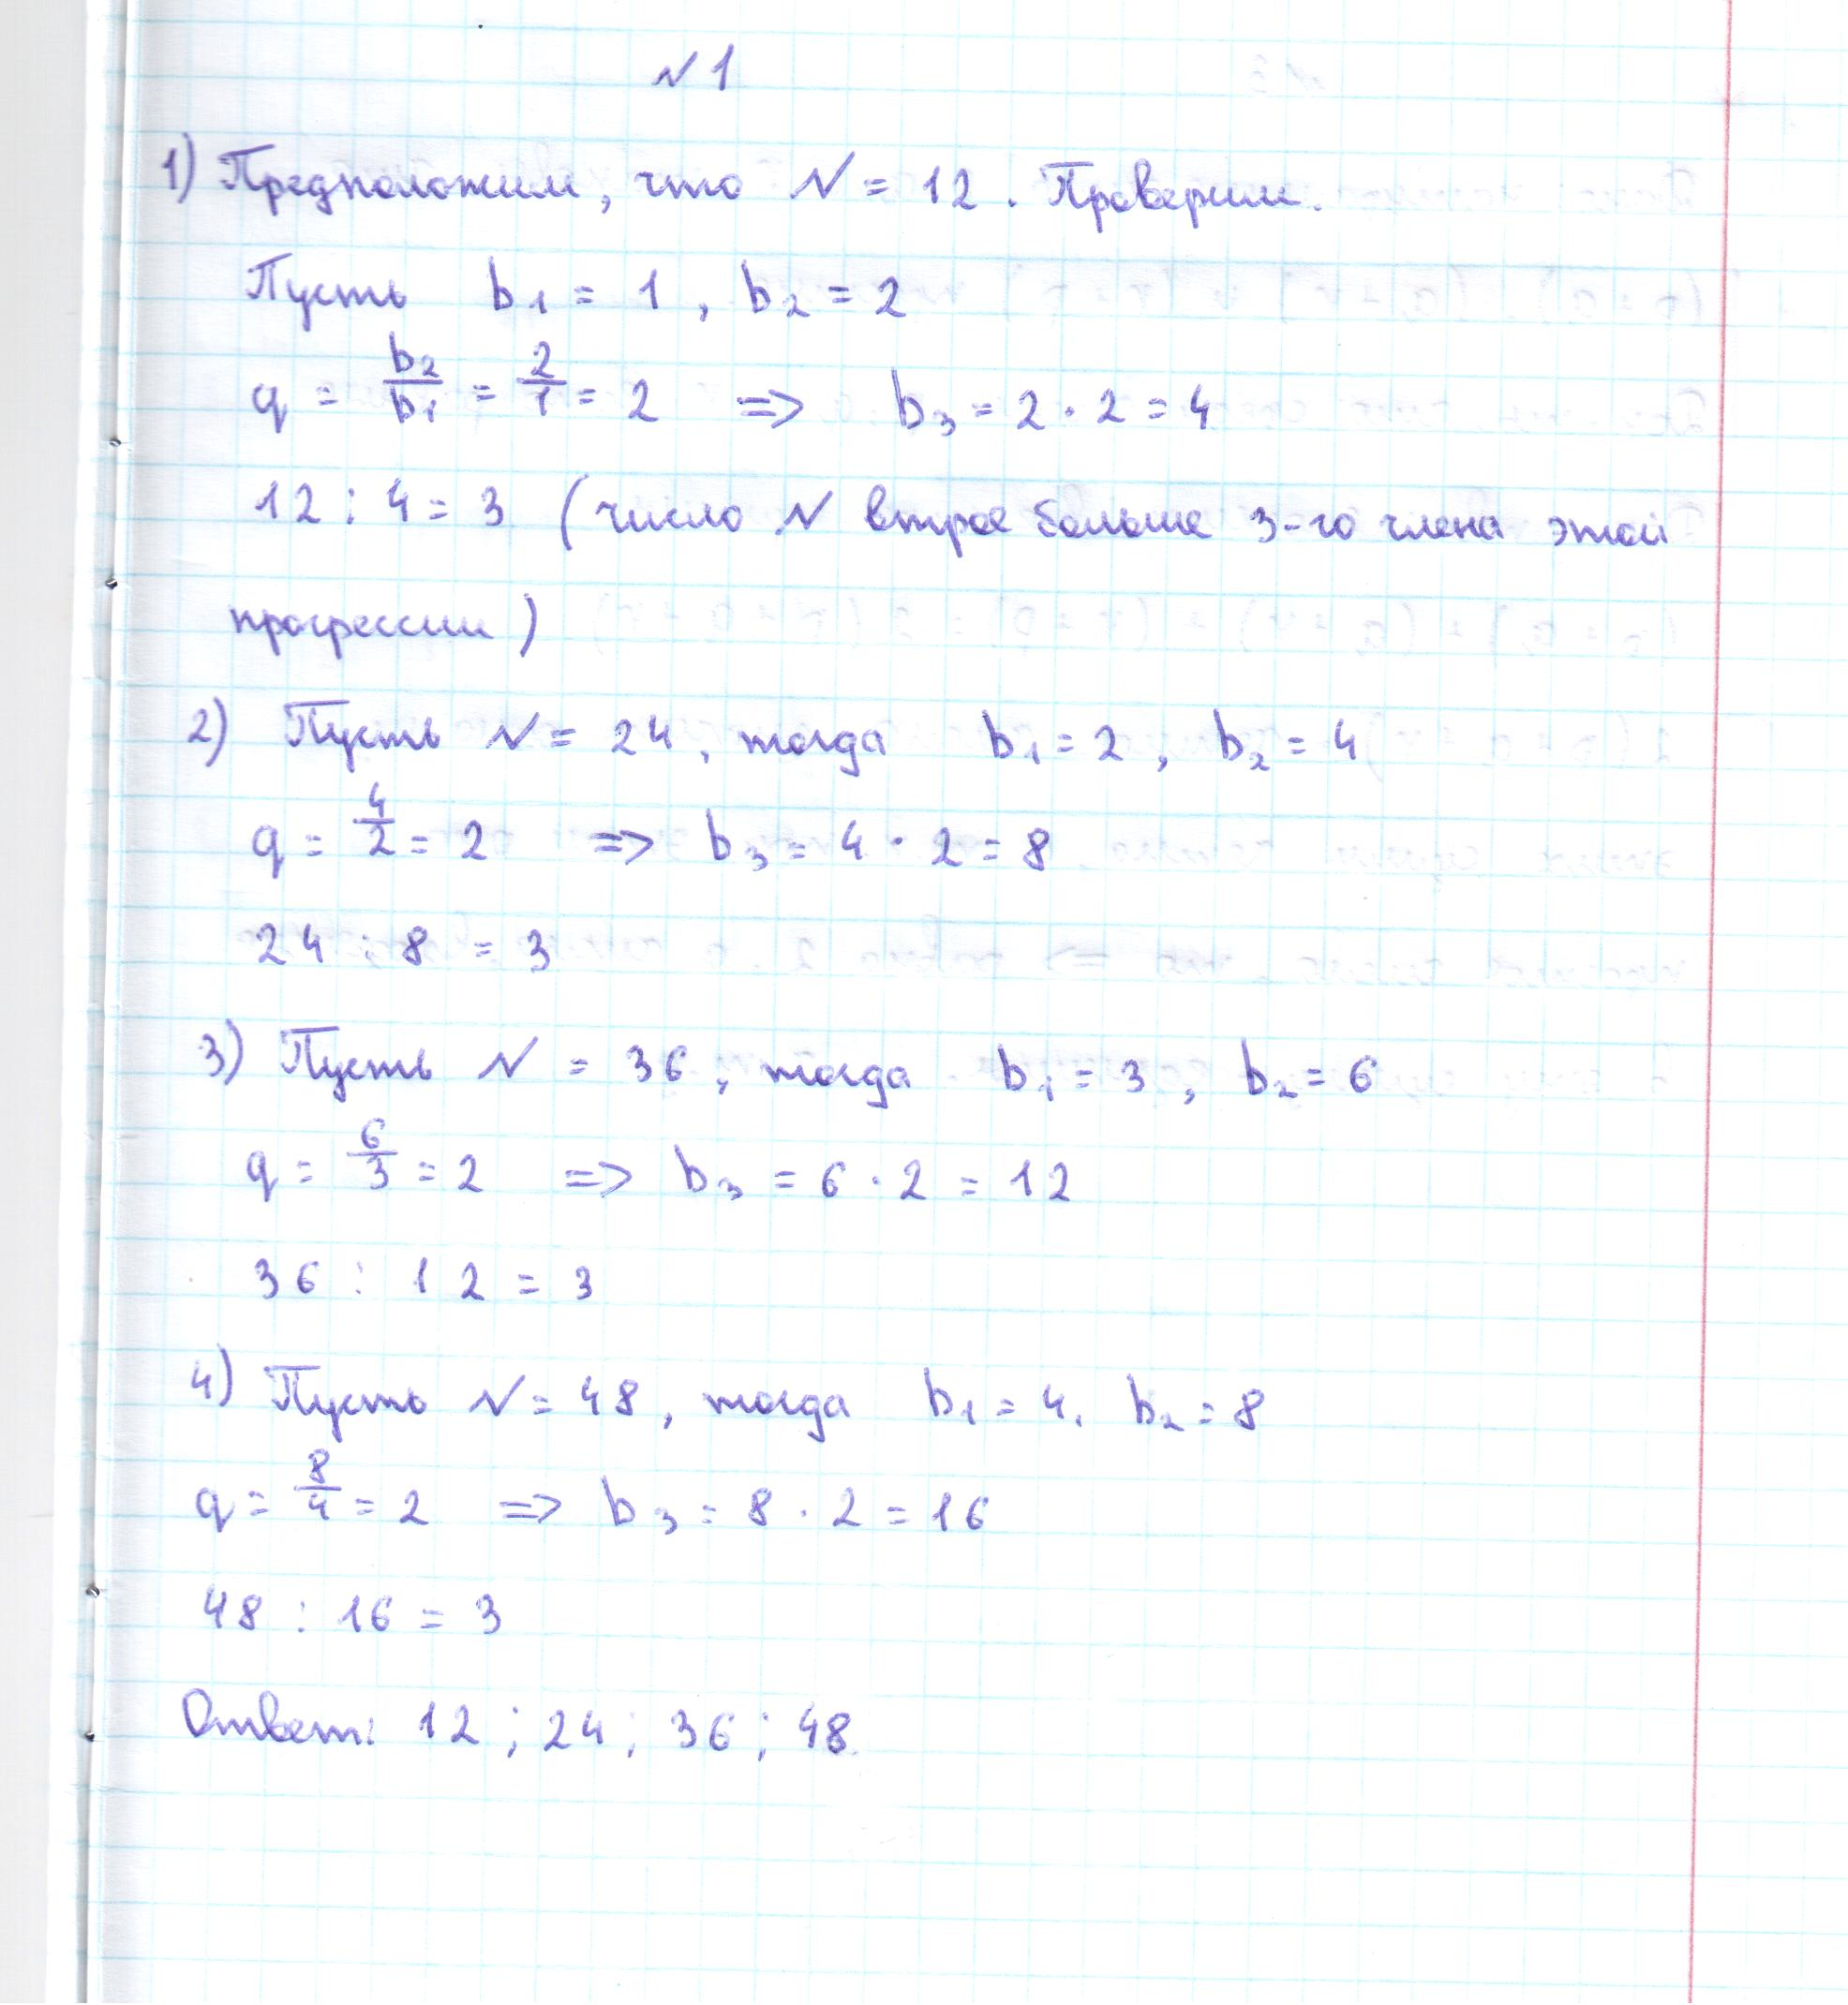 №1
1) Предположим, что N = 12. Проверим.
Пусть b₁ = 1, b₂ = 2
q = b₂/b₁ = 2/1 = 2 => b₃ = 2 · 2 = 4
12 : 4 = 3 (число N втрое больше 3-го члена этой
прогрессии)
2) Пусть N = 24, тогда b₁ = 2, b₂ = 4
q = 4/2 = 2 => b₃ = 4 · 2 = 8
24 : 8 = 3
3) Пусть N = 36, тогда b₁ = 3, b₂ = 6
q = 6/3 = 2 => b₃ = 6 · 2 = 12
36 : 12 = 3
4) Пусть N = 48, тогда b₁ = 4, b₂ = 8
q = 8/4 = 2 => b₃ = 8 · 2 = 16
48 : 16 = 3
Ответ: 12; 24; 36; 48.